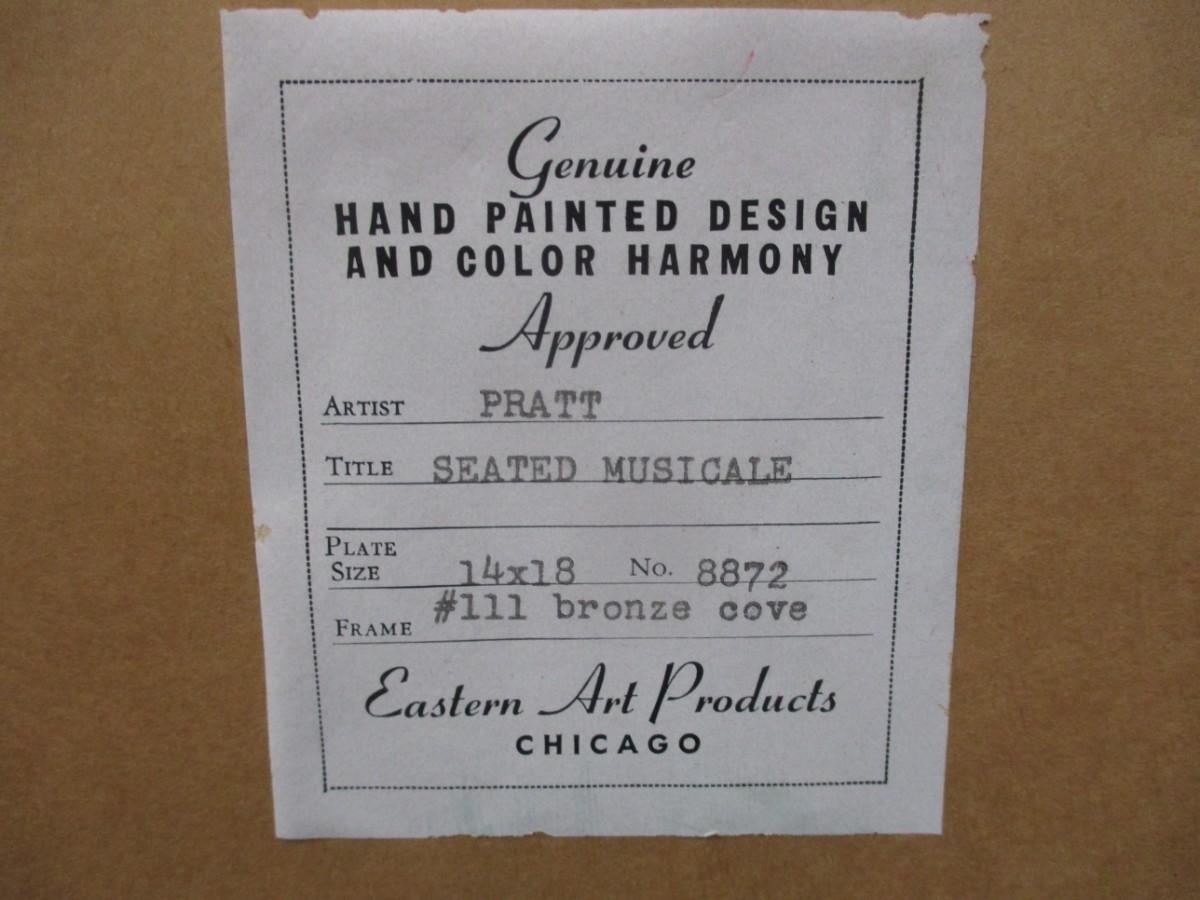 Genuine
HAND PAINTED DESIGN
AND COLOR HARMONY
Approved
ARTIST PRATT
TITLE SEATED MUSICALE
PLATE
SIZE 14x18 No. 8872
FRAME #111 bronze cove
Eastern Art Products
CHICAGO